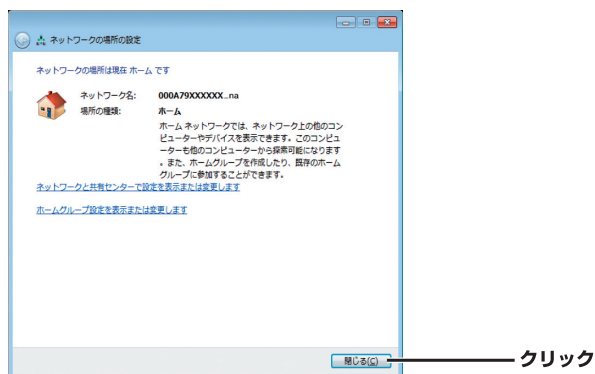 ネットワークの場所の設定
ネットワークの場所は現在 ホーム です
ネットワーク名: 000A79XXXXXX_na
場所の種類: ホーム
ホーム ネットワークでは、ネットワーク上の他のコン
ピューターやデバイスを表示できます。このコンピュ
ーターも他のコンピューターから探索可能になります
。また、ホームグループを作成したり、既存のホーム
グループに参加することができます。
ネットワークと共有センターで設定を表示または変更します
ホームグループ設定を表示または変更します
閉じる(C)
クリック